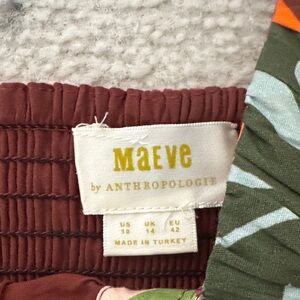 MaEVE
by ANTHROPOLOGIE
US UK EU
10 14 42
MADE IN TURKEY